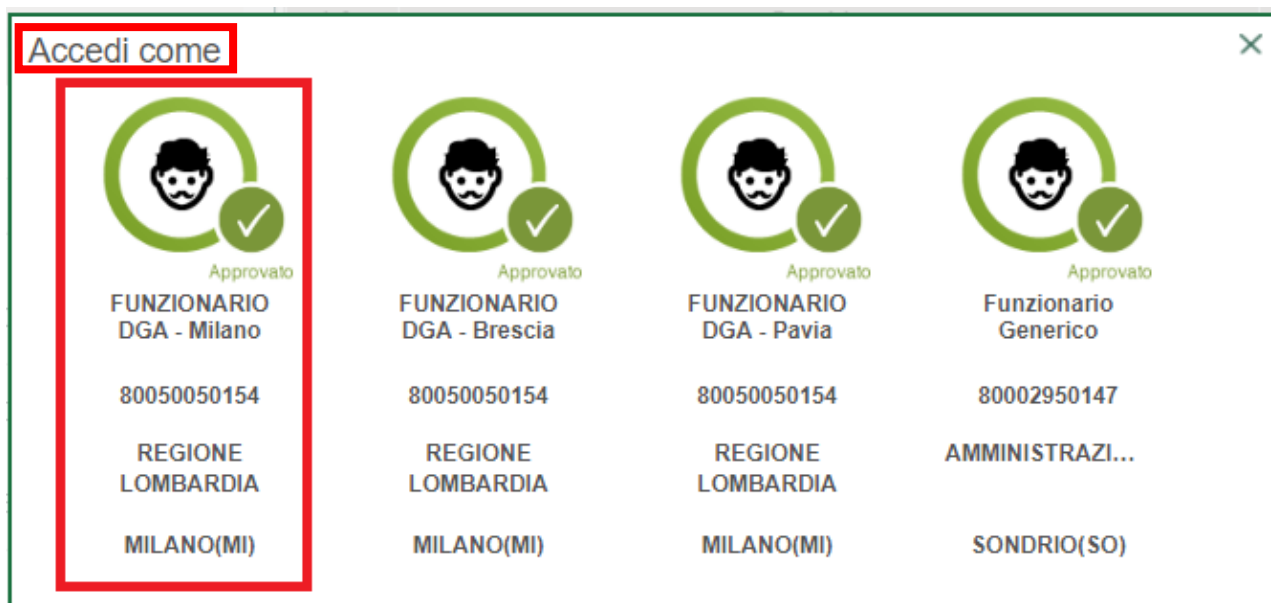 Accedi come
Approvato
FUNZIONARIO
DGA - Milano
80050050154
REGIONE
LOMBARDIA
MILANO(MI)
Approvato
FUNZIONARIO
DGA - Brescia
80050050154
REGIONE
LOMBARDIA
MILANO(MI)
Approvato
FUNZIONARIO
DGA - Pavia
80050050154
REGIONE
LOMBARDIA
MILANO(MI)
Approvato
Funzionario
Generico
80002950147
AMMINISTRAZI...
SONDRIO(SO)